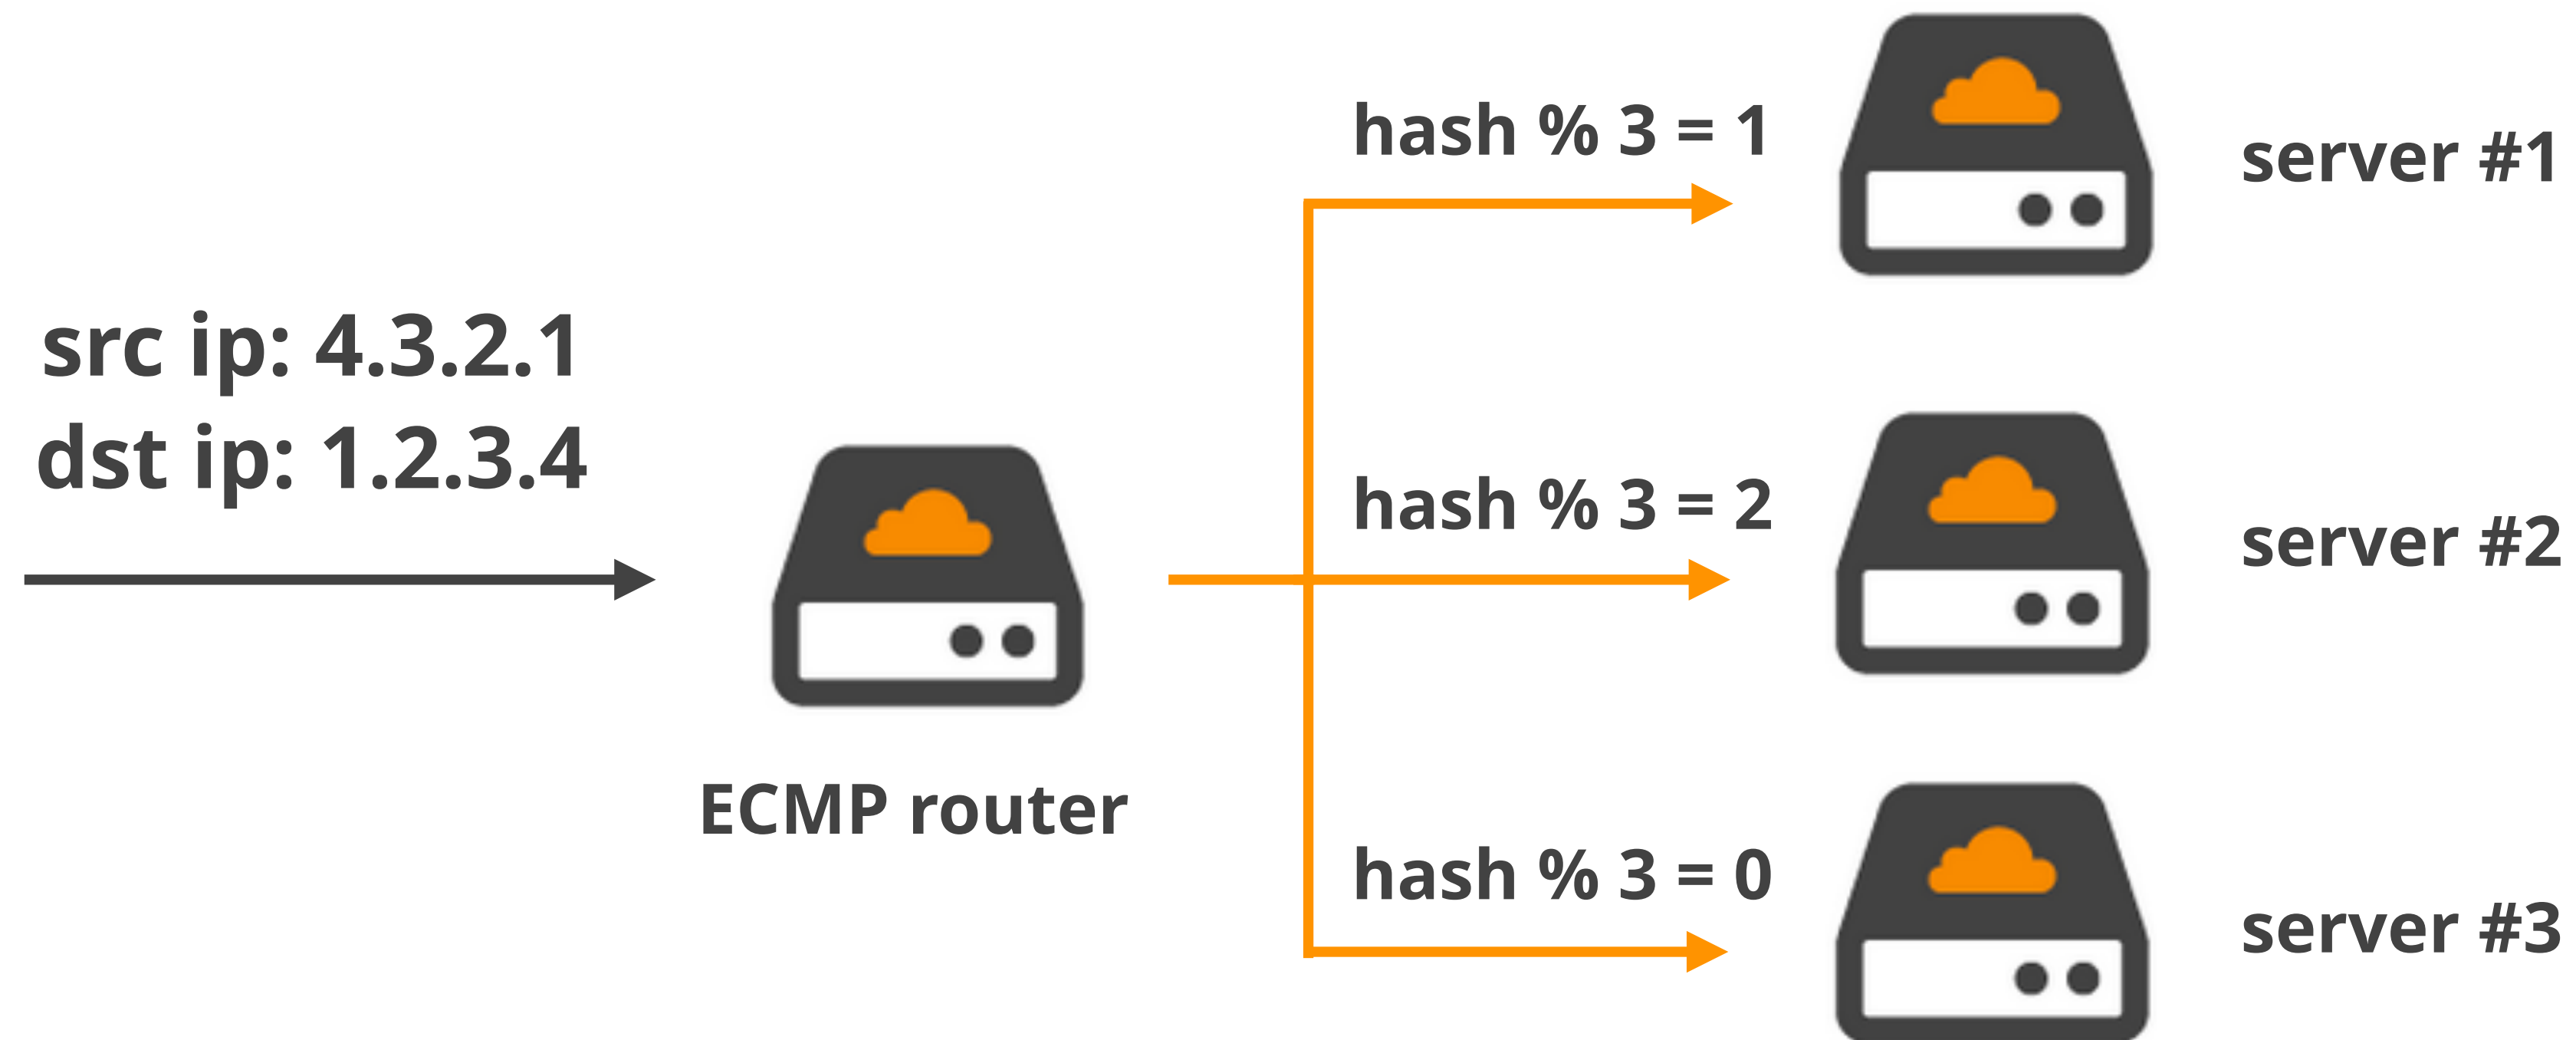 src ip: 4.3.2.1
dst ip: 1.2.3.4
ECMP router
hash % 3 = 1
server #1
hash % 3 = 2
server #2
hash % 3 = 0
server #3